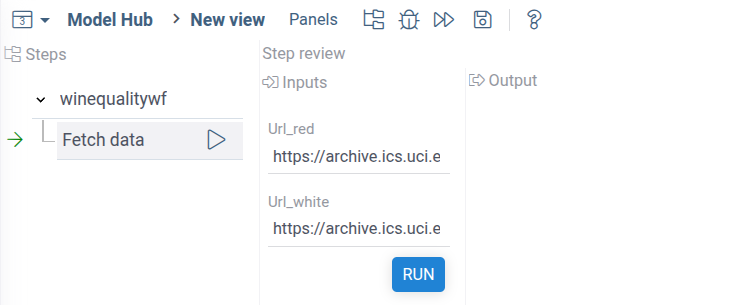 3 Model Hub > New view Panels
Steps
Step review
Inputs
Output
winequalitywf
Fetch data
Url_red
https://archive.ics.uci.e
Url_white
https://archive.ics.uci.e
RUN